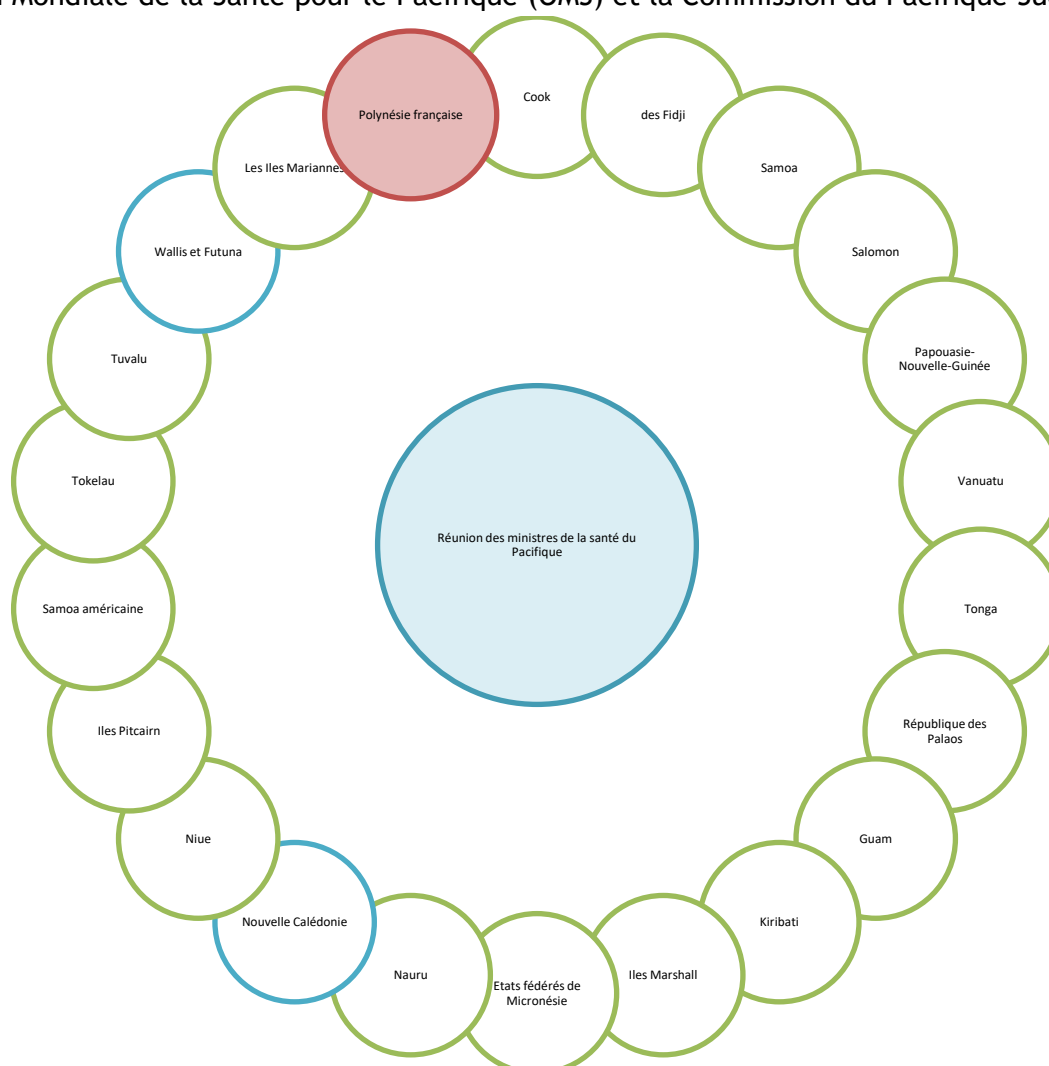 Mondiale de la Santé pour le Pacifique (OMS) et la Commission du Pacifique
Polynésie française
Cook
des Fidji
Samoa
Salomon
Papouasie-
Nouvelle-Guinée
Vanuatu
Tonga
République des
Palaos
Guam
Kiribati
Iles Marshall
Etats fédérés de
Micronésie
Nauru
Nouvelle Calédonie
Niue
Iles Pitcairn
Samoa américaine
Tokelau
Tuvalu
Wallis et Futuna
Les Iles Mariannes
Réunion des ministres de la santé du
Pacifique